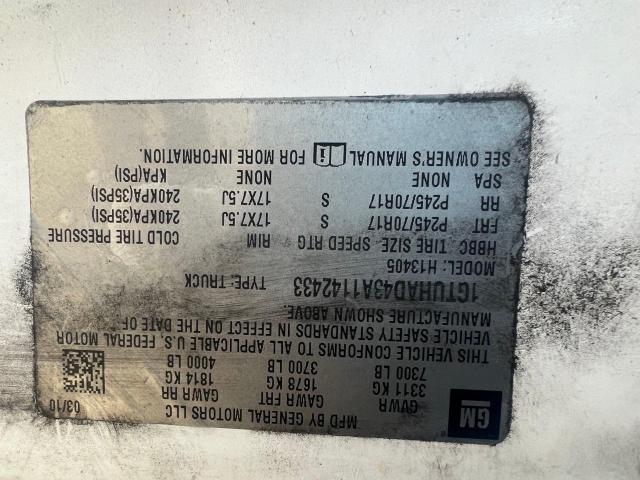 MFD BY GENERAL MOTORS LLC 03/10
GM GVWR GAWR FRT GAWR RR
3311 KG 1678 KG 1814 KG
7300 LB 3700 LB 4000 LB
THIS VEHICLE CONFORMS TO ALL APPLICABLE U.S. FEDERAL MOTOR
VEHICLE SAFETY STANDARDS IN EFFECT ON THE DATE OF
MANUFACTURE SHOWN ABOVE.
1GTUHAD43A1142433 TYPE: TRUCK
MODEL: H13405
HBBC: TIRE SIZE SPEED RTG RIM COLD TIRE PRESSURE
FRT P245/70R17 S 17X7.5J 240KPA(35PSI)
RR P245/70R17 S 17X7.5J 240KPA(35PSI)
SPA NONE NONE KPA(PSI)
SEE OWNER'S MANUAL FOR MORE INFORMATION.